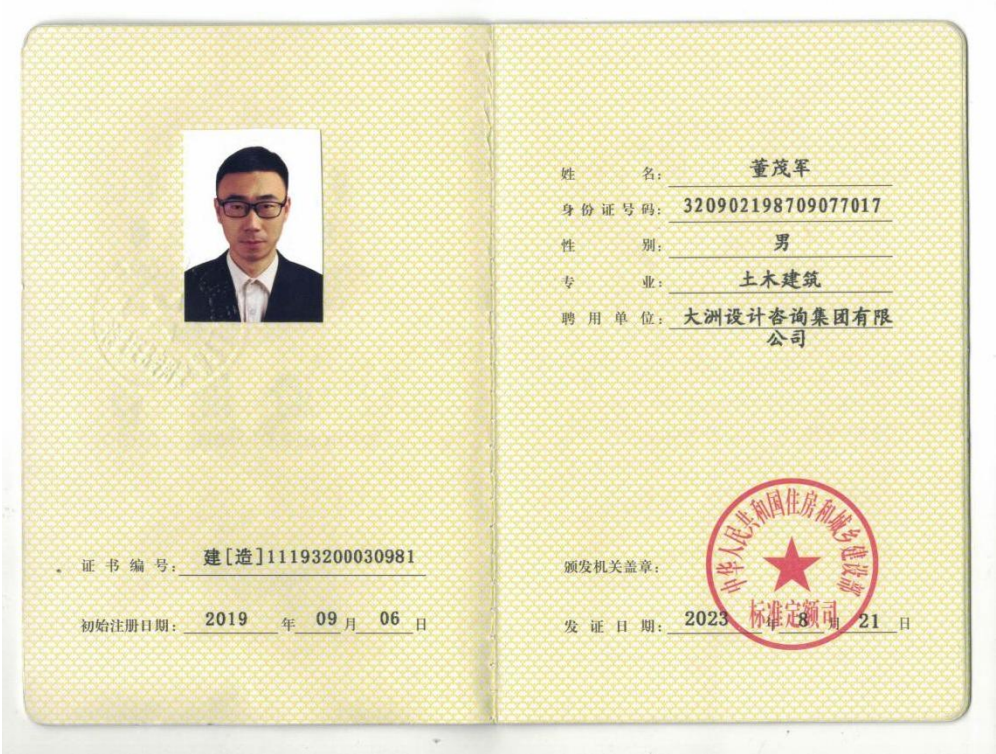 姓 名: 董茂军
身份证号码: 320902198709077017
性 别: 男
专 业: 土木建筑
聘用单位: 大洲设计咨询集团有限
公司
证书编号: 建[造]11193200030981
初始注册日期: 2019 年 09 月 06 日
颁发机关盖章:
中华人民共和国住房和城乡建设部
标准定额司
发证日期: 2023 年 8 月 21 日